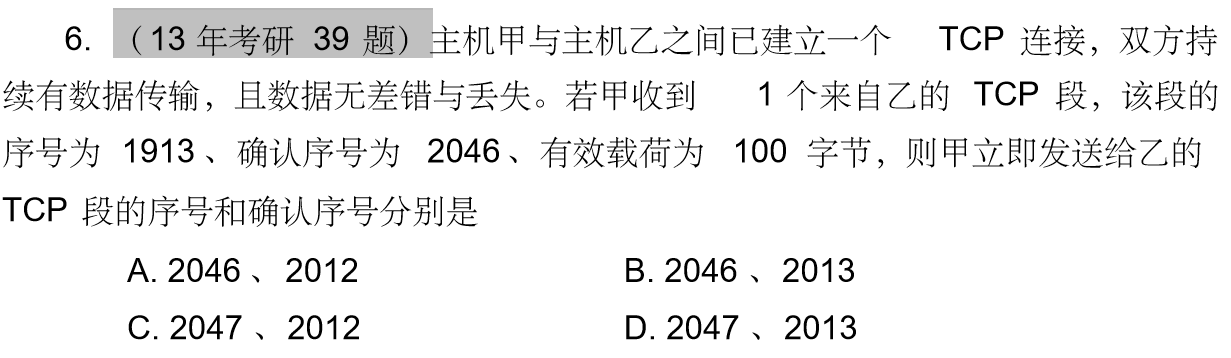 6. （13 年考研 39 题）主机甲与主机乙之间已建立一个 TCP 连接，双方持
续有数据传输，且数据无差错与丢失。若甲收到 1 个来自乙的 TCP 段，该段的
序号为 1913 、确认序号为 2046、有效载荷为 100 字节，则甲立即发送给乙的
TCP 段的序号和确认序号分别是
A. 2046 、 2012 B. 2046 、 2013
C. 2047 、 2012 D. 2047 、 2013